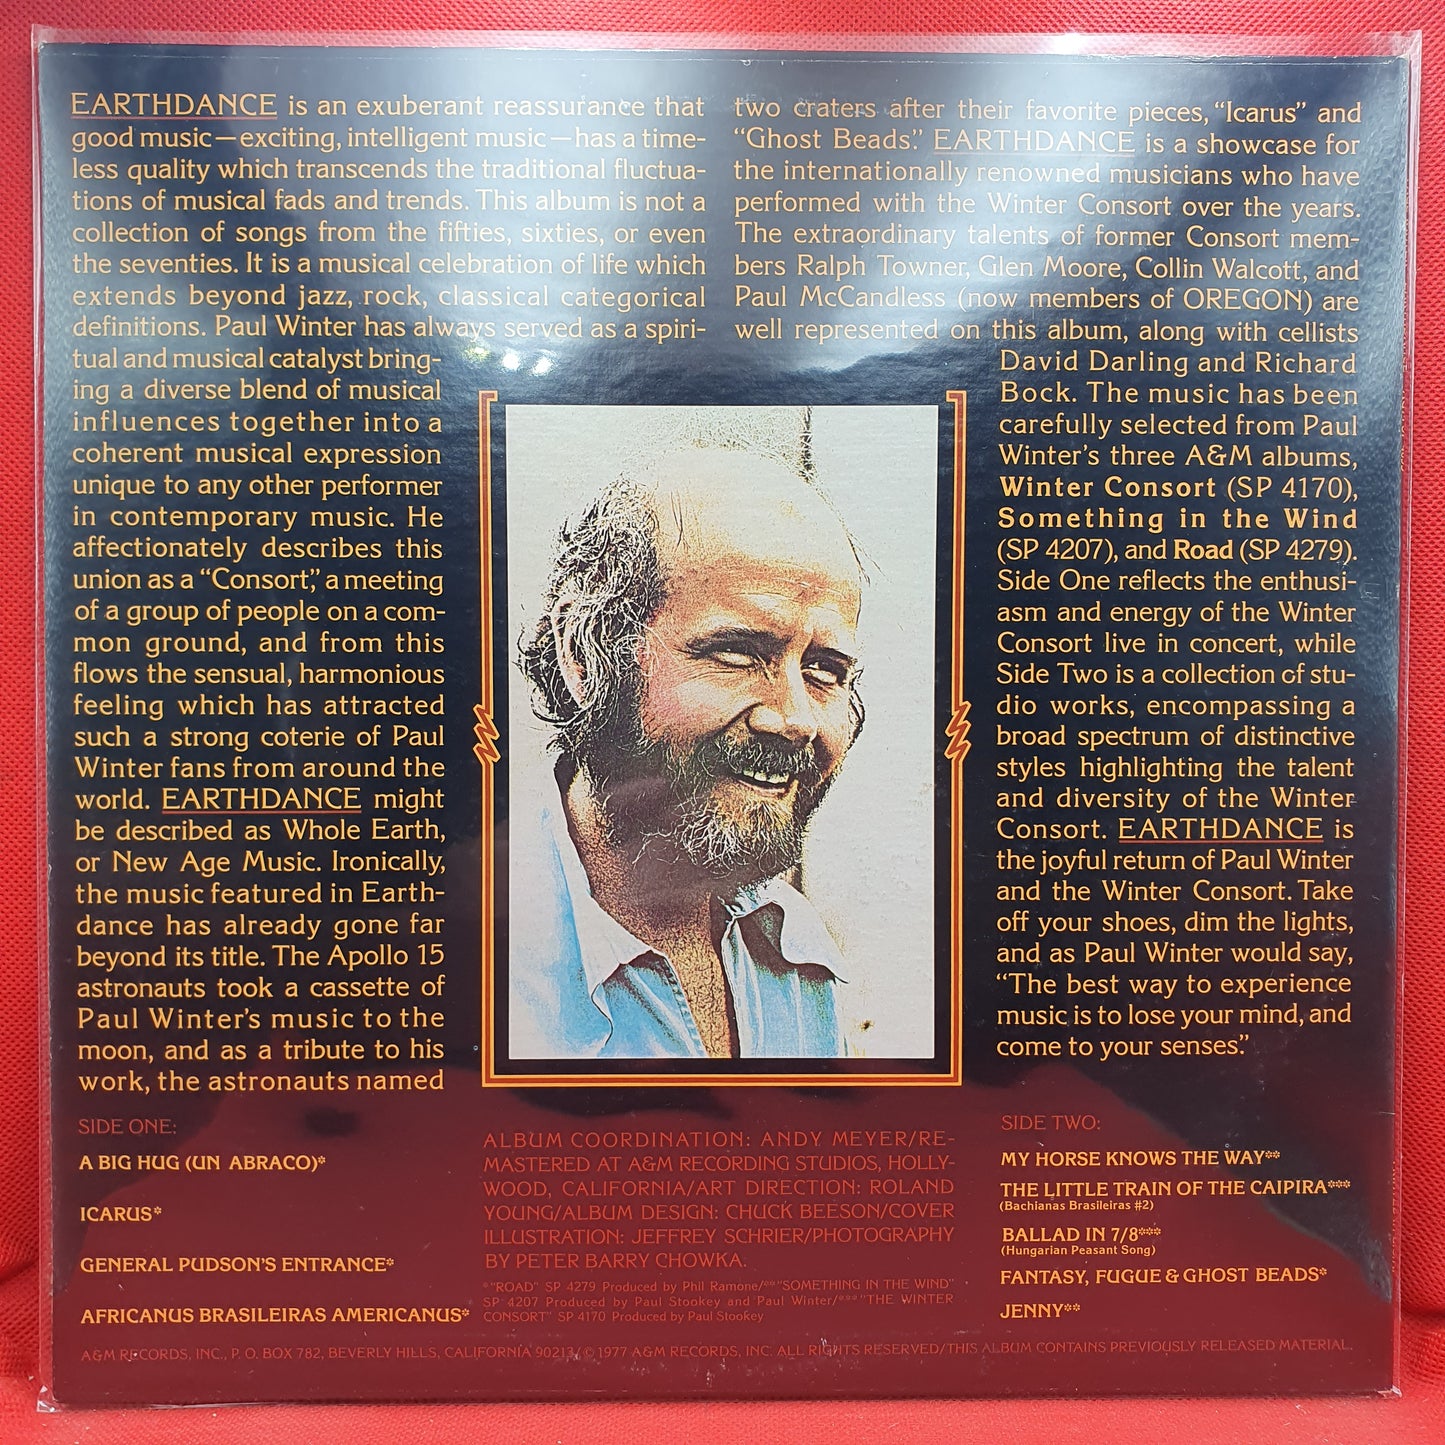 EARTHDANCE is an exuberant reassurance that
good music—exciting, intelligent music—has a time-
less quality which transcends the traditional fluctua-
tions of musical fads and trends. This album is not a
collection of songs from the fifties, sixties, or even
the seventies. It is a musical celebration of life which
extends beyond jazz, rock, classical categorical
definitions. Paul Winter has always served as a spiri-
tual and musical catalyst bring-
ing a diverse blend of musical
influences together into a
coherent musical expression
unique to any other performer
in contemporary music. He
affectionately describes this
union as a “Consort,” a meeting
of a group of people on a com-
mon ground, and from this
flows the sensual, harmonious
feeling which has attracted
such a strong coterie of Paul
Winter fans from around the
world. EARTHDANCE might
be described as Whole Earth,
or New Age Music. Ironically,
the music featured in Earth-
dance has already gone far
beyond its title. The Apollo 15
astronauts took a cassette of
Paul Winter's music to the
moon, and as a tribute to his
work, the astronauts named
two craters after their favorite pieces, “Icarus” and
“Ghost Beads.” EARTHDANCE is a showcase for
the internationally renowned musicians who have
performed with the Winter Consort over the years.
The extraordinary talents of former Consort mem-
bers Ralph Towner, Glen Moore, Collin Walcott, and
Paul McCandless (now members of OREGON) are
well represented on this album, along with cellists
David Darling and Richard
Bock. The music has been
carefully selected from Paul
Winter's three A&M albums,
Winter Consort (SP 4170),
Something in the Wind
(SP 4207), and Road (SP 4279).
Side One reflects the enthusi-
asm and energy of the Winter
Consort live in concert, while
Side Two is a collection of stu-
dio works, encompassing a
broad spectrum of distinctive
styles highlighting the talent
and diversity of the Winter
Consort. EARTHDANCE is
the joyful return of Paul Winter
and the Winter Consort. Take
off your shoes, dim the lights,
and as Paul Winter would say,
“The best way to experience
music is to lose your mind, and
come to your senses.”
SIDE ONE:
A BIG HUG (UN ABRACO)*
ICARUS*
GENERAL PUDSON'S ENTRANCE*
AFRICANUS BRASILEIRAS AMERICANUS*
ALBUM COORDINATION: ANDY MEYER/RE-
MASTERED AT A&M RECORDING STUDIOS, HOLLY-
WOOD, CALIFORNIA/ART DIRECTION: ROLAND
YOUNG/ALBUM DESIGN: CHUCK BEESON/COVER
ILLUSTRATION: JEFFREY SCHRIER/PHOTOGRAPHY
BY PETER BARRY CHOWKA.
*"ROAD" SP 4279 Produced by Phil Ramone/**"SOMETHING IN THE WIND"
SP 4207 Produced by Paul Stookey and Paul Winter/***"THE WINTER
CONSORT" SP 4170 Produced by Paul Stookey
SIDE TWO:
MY HORSE KNOWS THE WAY**
THE LITTLE TRAIN OF THE CAIPIRA***
(Bachianas Brasileiras #2)
BALLAD IN 7/8***
(Hungarian Peasant Song)
FANTASY, FUGUE & GHOST BEADS*
JENNY**
A&M RECORDS, INC., P. O. BOX 782, BEVERLY HILLS, CALIFORNIA 90213/ © 1977 A&M RECORDS, INC. ALL RIGHTS RESERVED/THIS ALBUM CONTAINS PREVIOUSLY RELEASED MATERIAL.